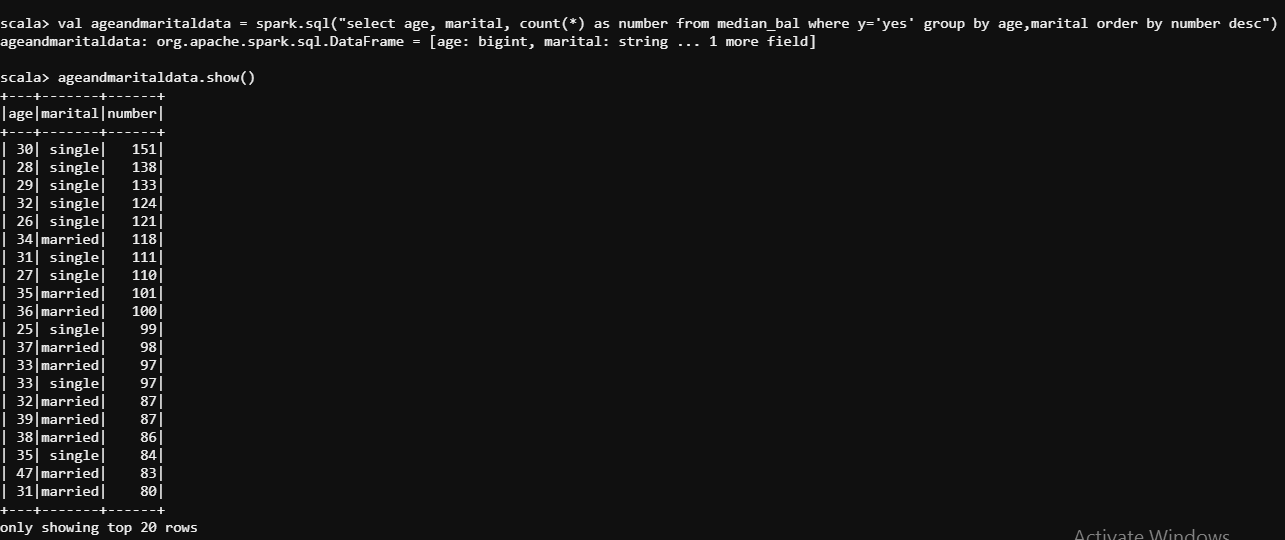 scala> val ageandmaritaldata = spark.sql("select age, marital, count(*) as number from median_bal where y='yes' group by age,marital order by number desc")
ageandmaritaldata: org.apache.spark.sql.DataFrame = [age: bigint, marital: string ... 1 more field]

scala> ageandmaritaldata.show()
+---+-------+------+
|age|marital|number|
+---+-------+------+
| 30| single|   151|
| 28| single|   138|
| 29| single|   133|
| 32| single|   124|
| 26| single|   121|
| 34|married|   118|
| 31| single|   111|
| 27| single|   110|
| 35|married|   101|
| 36|married|   100|
| 25| single|    99|
| 37|married|    98|
| 33|married|    97|
| 33| single|    97|
| 32|married|    87|
| 39|married|    87|
| 38|married|    86|
| 35| single|    84|
| 47|married|    83|
| 31|married|    80|
+---+-------+------+
only showing top 20 rows
Activate Windows